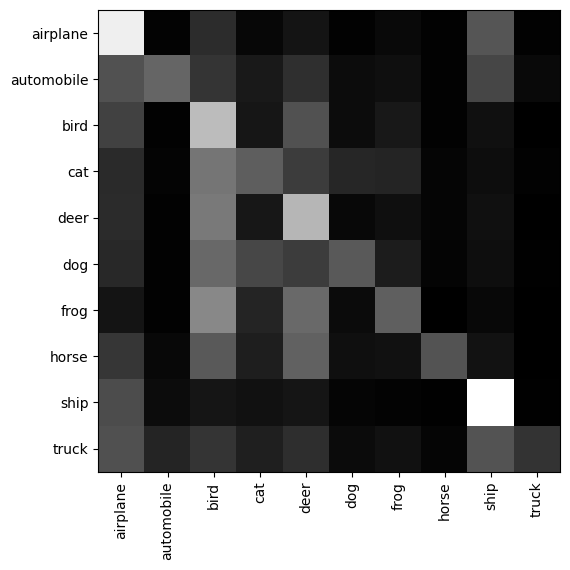 airplane
automobile
bird
cat
deer
dog
frog
horse
ship
truck
airplane
automobile
bird
cat
deer
dog
frog
horse
ship
truck